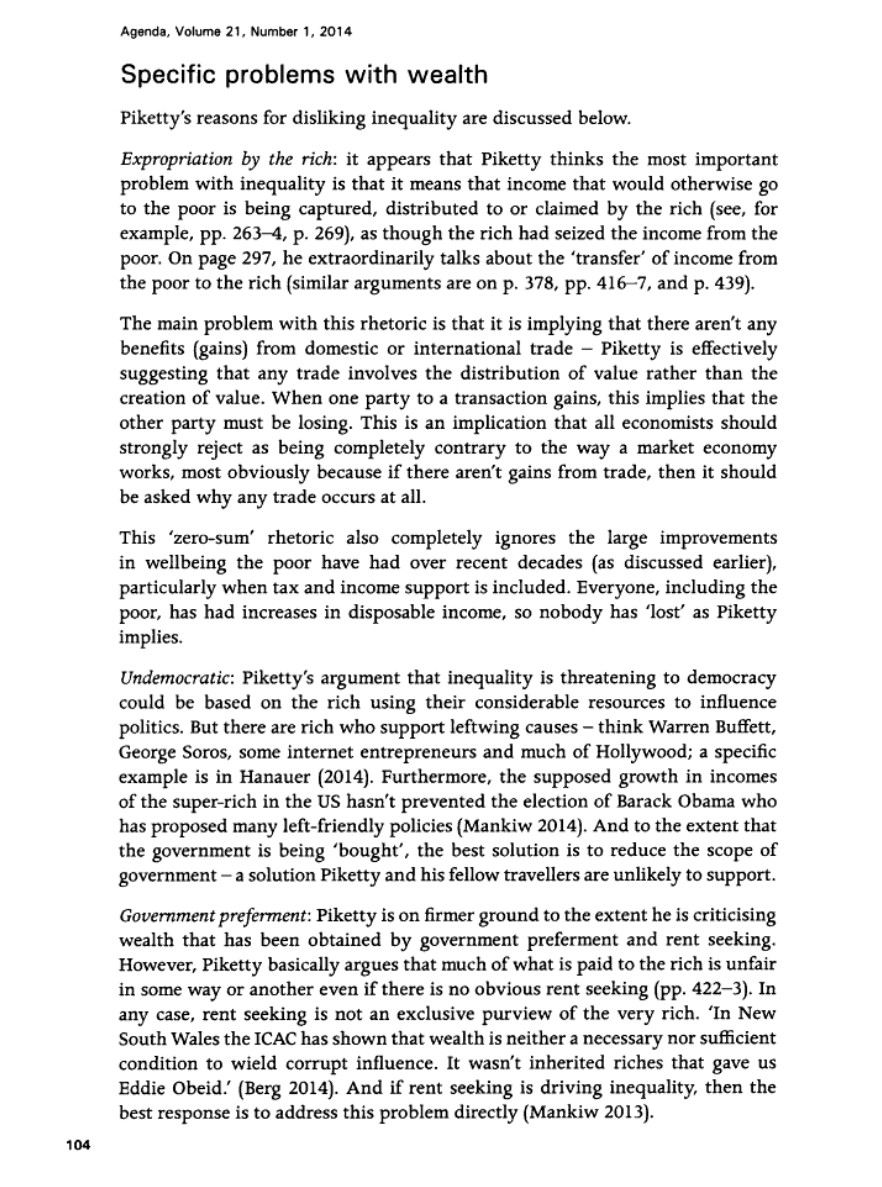 Agenda, Volume 21, Number 1, 2014
Specific problems with wealth
Piketty's reasons for disliking inequality are discussed below.
Expropriation by the rich: it appears that Piketty thinks the most important
problem with inequality is that it means that income that would otherwise go
to the poor is being captured, distributed to or claimed by the rich (see, for
example, pp. 263–4, p. 269), as though the rich had seized the income from the
poor. On page 297, he extraordinarily talks about the 'transfer' of income from
the poor to the rich (similar arguments are on p. 378, pp. 416–7, and p. 439).
The main problem with this rhetoric is that it is implying that there aren't any
benefits (gains) from domestic or international trade – Piketty is effectively
suggesting that any trade involves the distribution of value rather than the
creation of value. When one party to a transaction gains, this implies that the
other party must be losing. This is an implication that all economists should
strongly reject as being completely contrary to the way a market economy
works, most obviously because if there aren't gains from trade, then it should
be asked why any trade occurs at all.
This 'zero-sum' rhetoric also completely ignores the large improvements
in wellbeing the poor have had over recent decades (as discussed earlier),
particularly when tax and income support is included. Everyone, including the
poor, has had increases in disposable income, so nobody has 'lost' as Piketty
implies.
Undemocratic: Piketty's argument that inequality is threatening to democracy
could be based on the rich using their considerable resources to influence
politics. But there are rich who support leftwing causes – think Warren Buffett,
George Soros, some internet entrepreneurs and much of Hollywood; a specific
example is in Hanauer (2014). Furthermore, the supposed growth in incomes
of the super-rich in the US hasn't prevented the election of Barack Obama who
has proposed many left-friendly policies (Mankiw 2014). And to the extent that
the government is being 'bought', the best solution is to reduce the scope of
government – a solution Piketty and his fellow travellers are unlikely to support.
Government preferment: Piketty is on firmer ground to the extent he is criticising
wealth that has been obtained by government preferment and rent seeking.
However, Piketty basically argues that much of what is paid to the rich is unfair
in some way or another even if there is no obvious rent seeking (pp. 422–3). In
any case, rent seeking is not an exclusive purview of the very rich. 'In New
South Wales the ICAC has shown that wealth is neither a necessary nor sufficient
condition to wield corrupt influence. It wasn't inherited riches that gave us
Eddie Obeid.' (Berg 2014). And if rent seeking is driving inequality, then the
best response is to address this problem directly (Mankiw 2013).
104